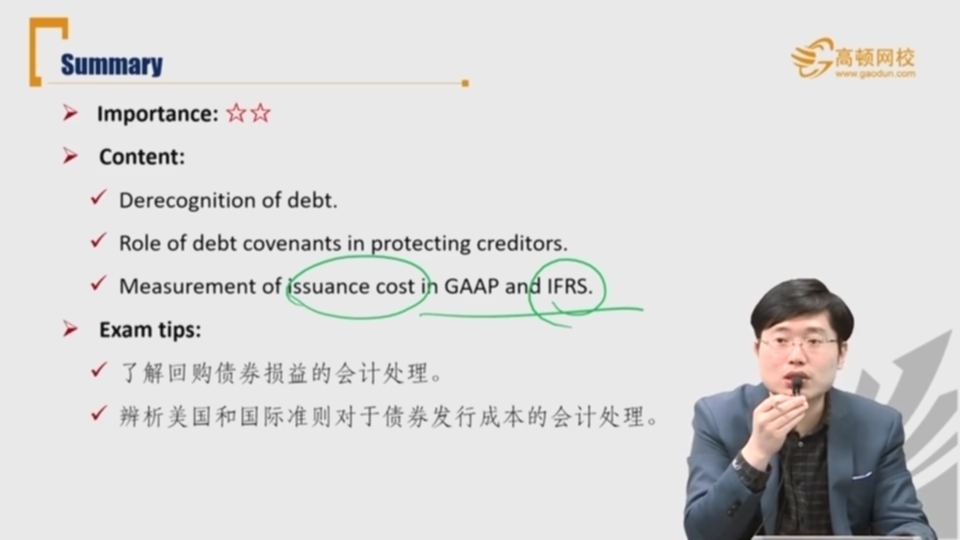 Summary
高顿网校
www.gaodun.com
Importance: ☆☆
Content:
Derecognition of debt.
Role of debt covenants in protecting creditors.
Measurement of issuance cost in GAAP and IFRS.
Exam tips:
了解回购债券损益的会计处理。
辨析美国和国际准则对于债券发行成本的会计处理。